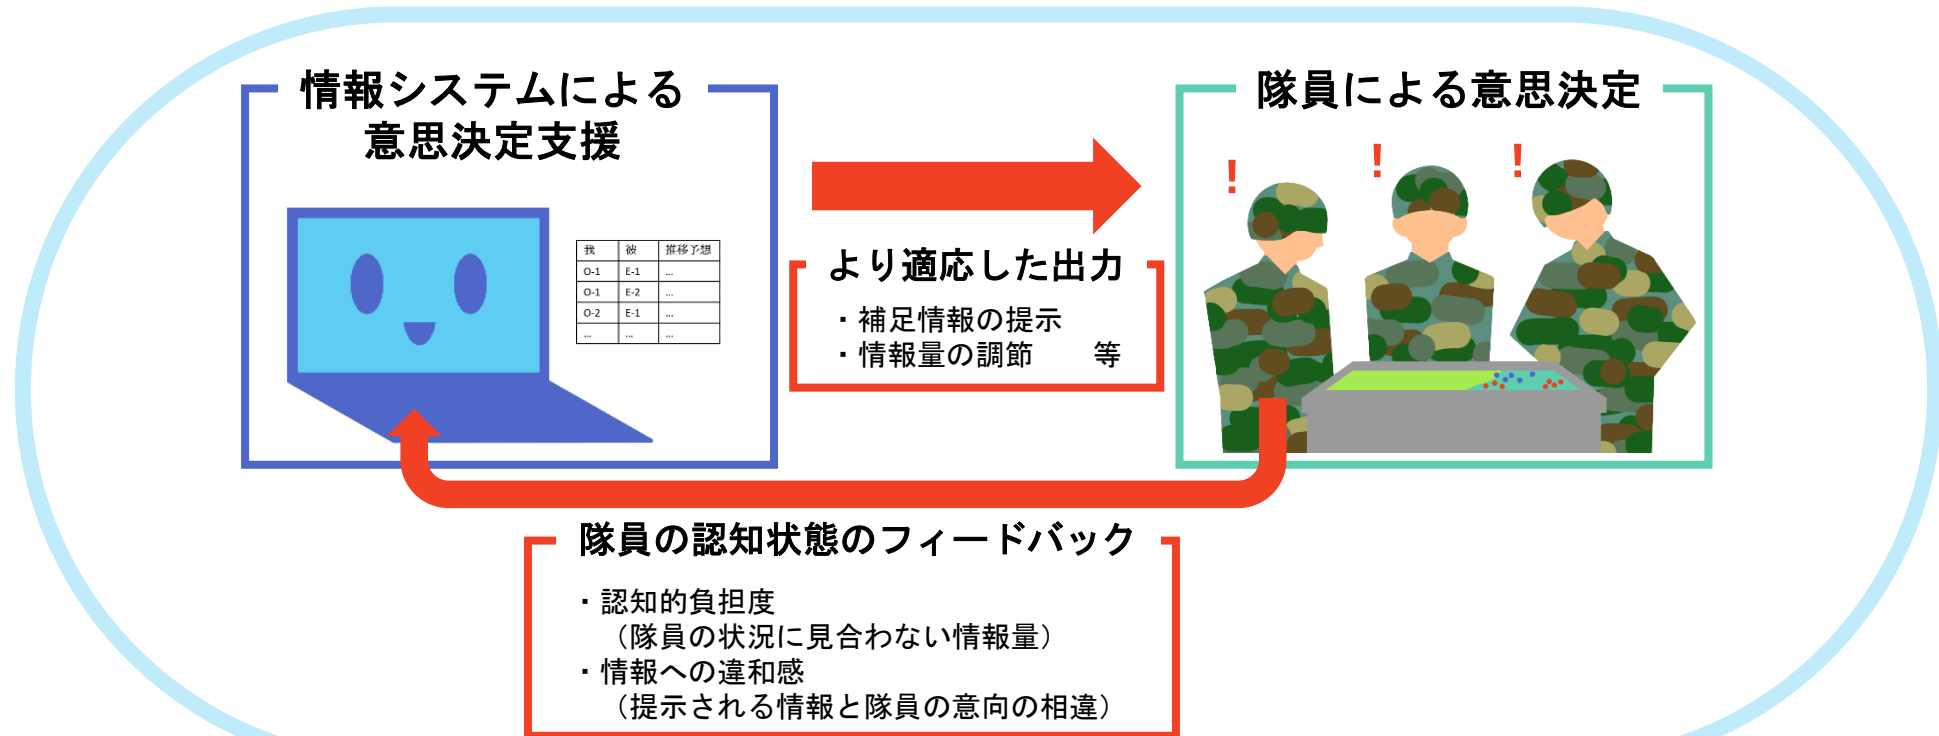 情報システムによる
意思決定支援
我 彼 推移予想
O-1 E-1 ...
O-1 E-2 ...
O-2 E-1 ...
... ... ...
より適応した出力
・補足情報の提示
・情報量の調節 等
隊員による意思決定
! ! !
隊員の認知状態のフィードバック
・認知的負担度
（隊員の状況に見合わない情報量）
・情報への違和感
（提示される情報と隊員の意向の相違）